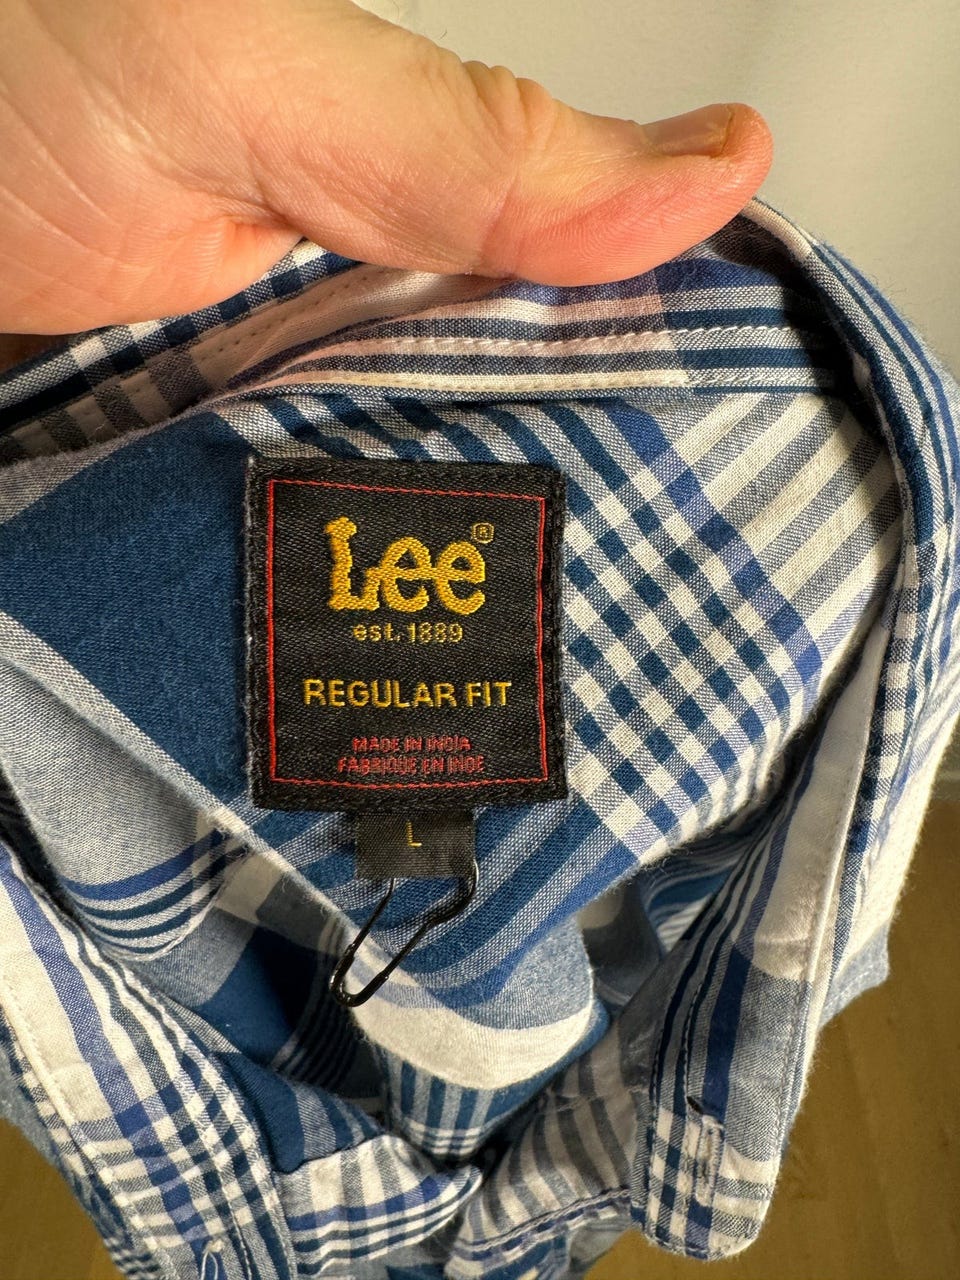 Lee®
est. 1889
REGULAR FIT
MADE IN INDIA
FABRIQUE EN INDE
L